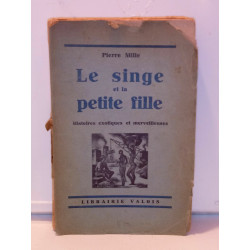 Pierre Mille
Le singe
et la
petite fille
histoires exotiques et merveilleuses
LIBRAIRIE VALOIS